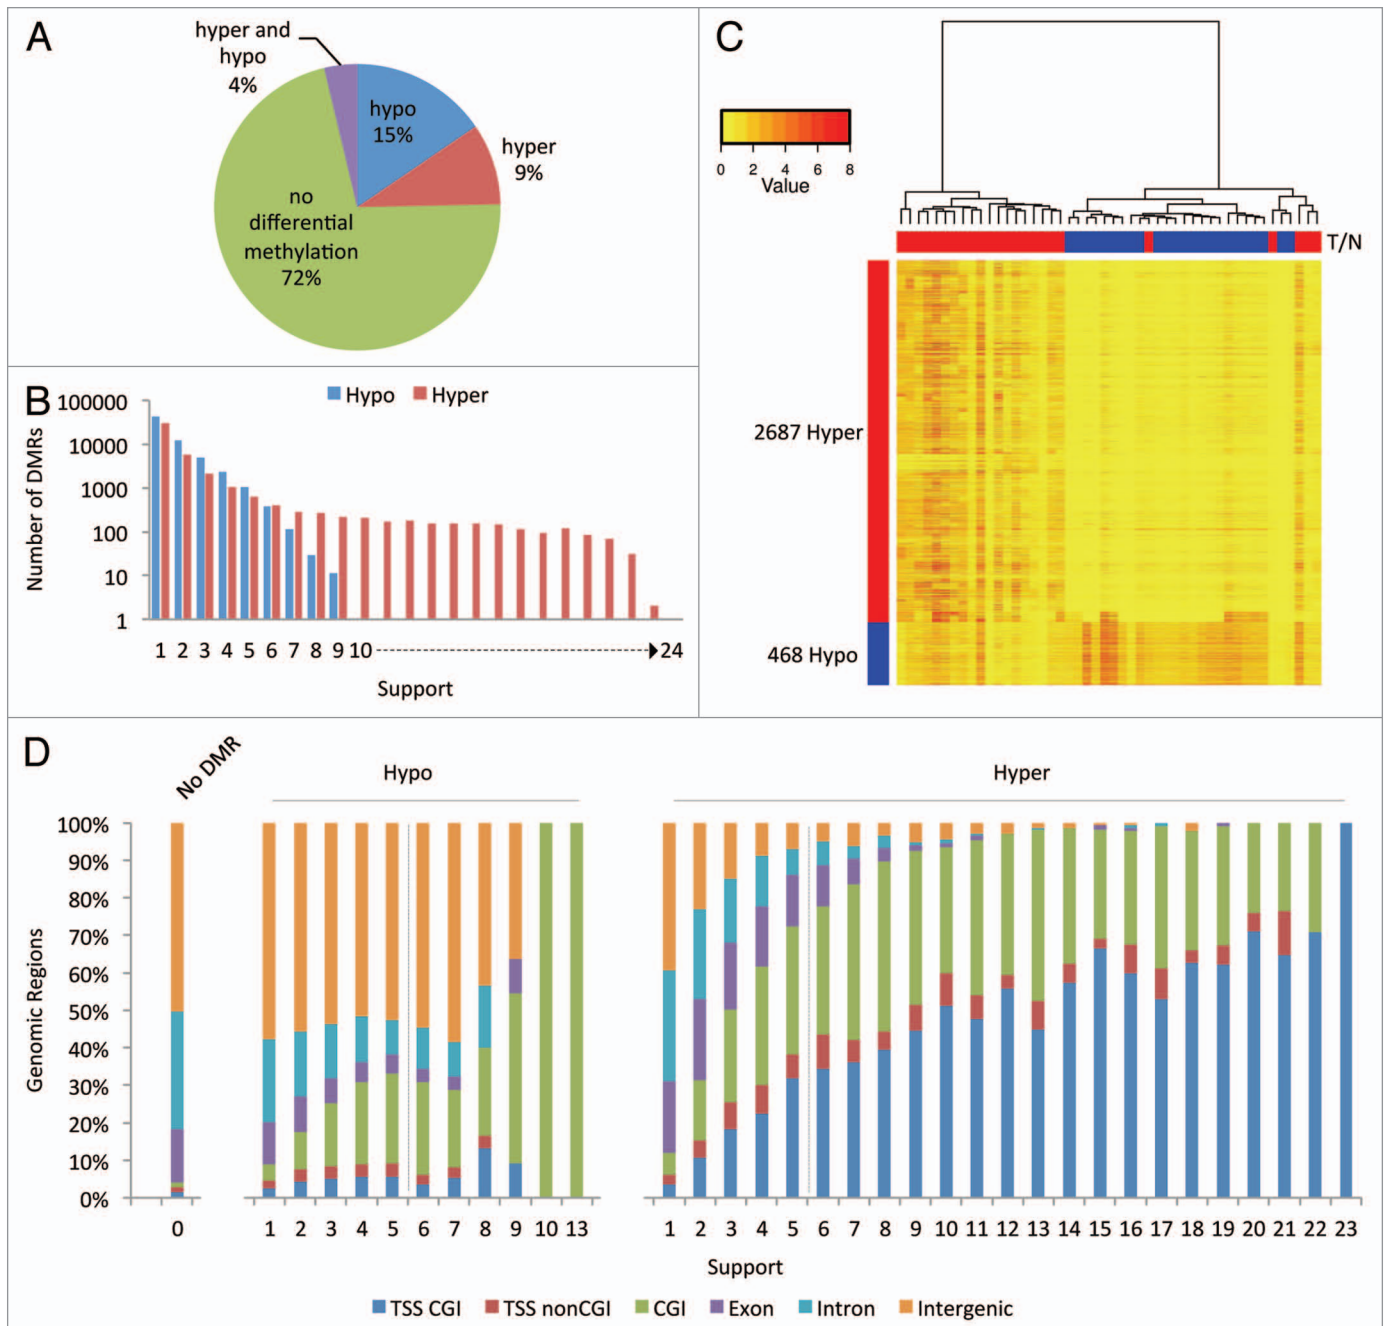 A
hyper and
hypo
4%
hypo
15%
hyper
9%
no
differential
methylation
72%
B
Hypo Hyper
Number of DMRs
100000
10000
1000
100
10
1
1 2 3 4 5 6 7 8 9 10 24
Support
C
0 2 4 6 8
Value
T/N
2687 Hyper
468 Hypo
D
No DMR
Hypo
Hyper
Genomic Regions
100%
90%
80%
70%
60%
50%
40%
30%
20%
10%
0%
0 1 2 3 4 5 6 7 8 9 10 13 1 2 3 4 5 6 7 8 9 10 11 12 13 14 15 16 17 18 19 20 21 22 23
Support
TSS CGI TSS nonCGI CGI Exon Intron Intergenic